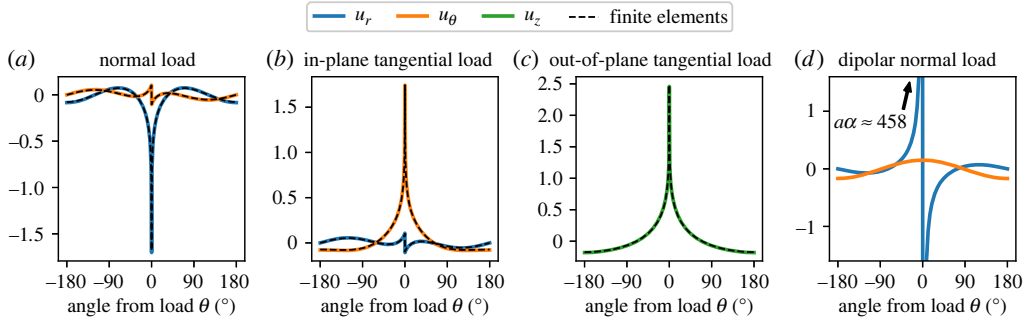 u_r u_θ u_z finite elements
(a) normal load
(b) in-plane tangential load
(c) out-of-plane tangential load
(d) dipolar normal load
0
−0.5
−1.0
−1.5
−180 −90 0 90 180
angle from load θ (°)
1.5
1.0
0.5
0
−180 −90 0 90 180
angle from load θ (°)
2.5
2.0
1.5
1.0
0.5
0
−180 −90 0 90 180
angle from load θ (°)
1
0
−1
aα ≈ 458
−180 −90 0 90 180
angle from load θ (°)